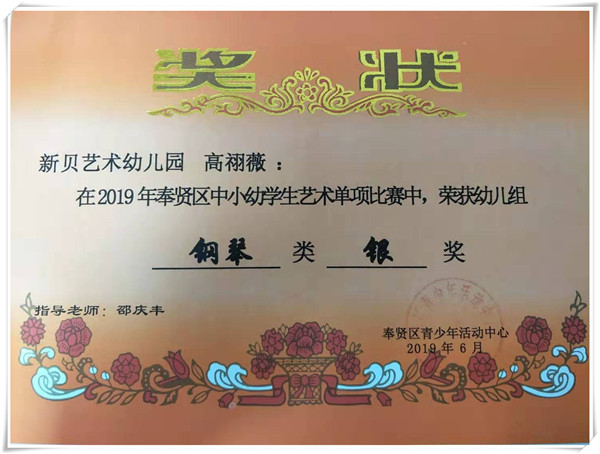 奖 状
新贝艺术幼儿园 高栩薇：
在2019年奉贤区中小幼学生艺术单项比赛中，荣获幼儿组
钢琴 类 银 奖
指导老师：邵庆丰
奉贤区青少年活动中心
2019年6月